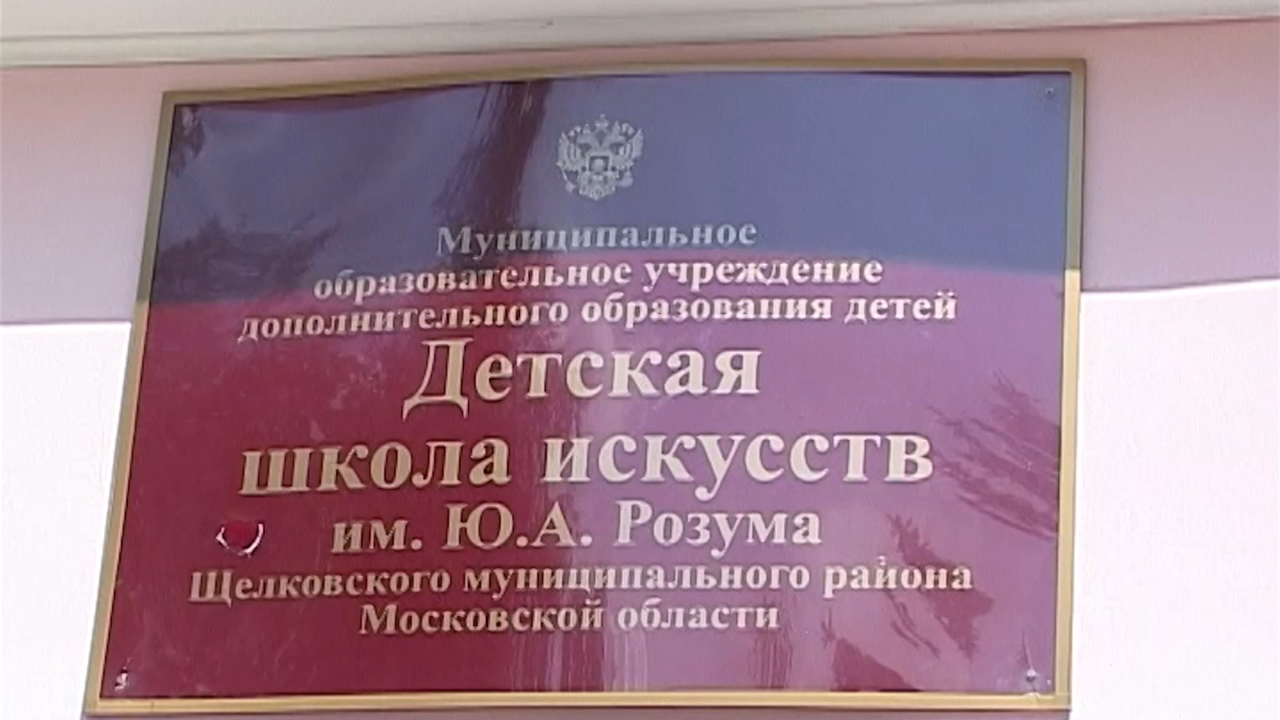 Муниципальное
образовательное учреждение
дополнительного образования детей
Детская
школа искусств
им. Ю.А. Розума
Щелковского муниципального района
Московской области